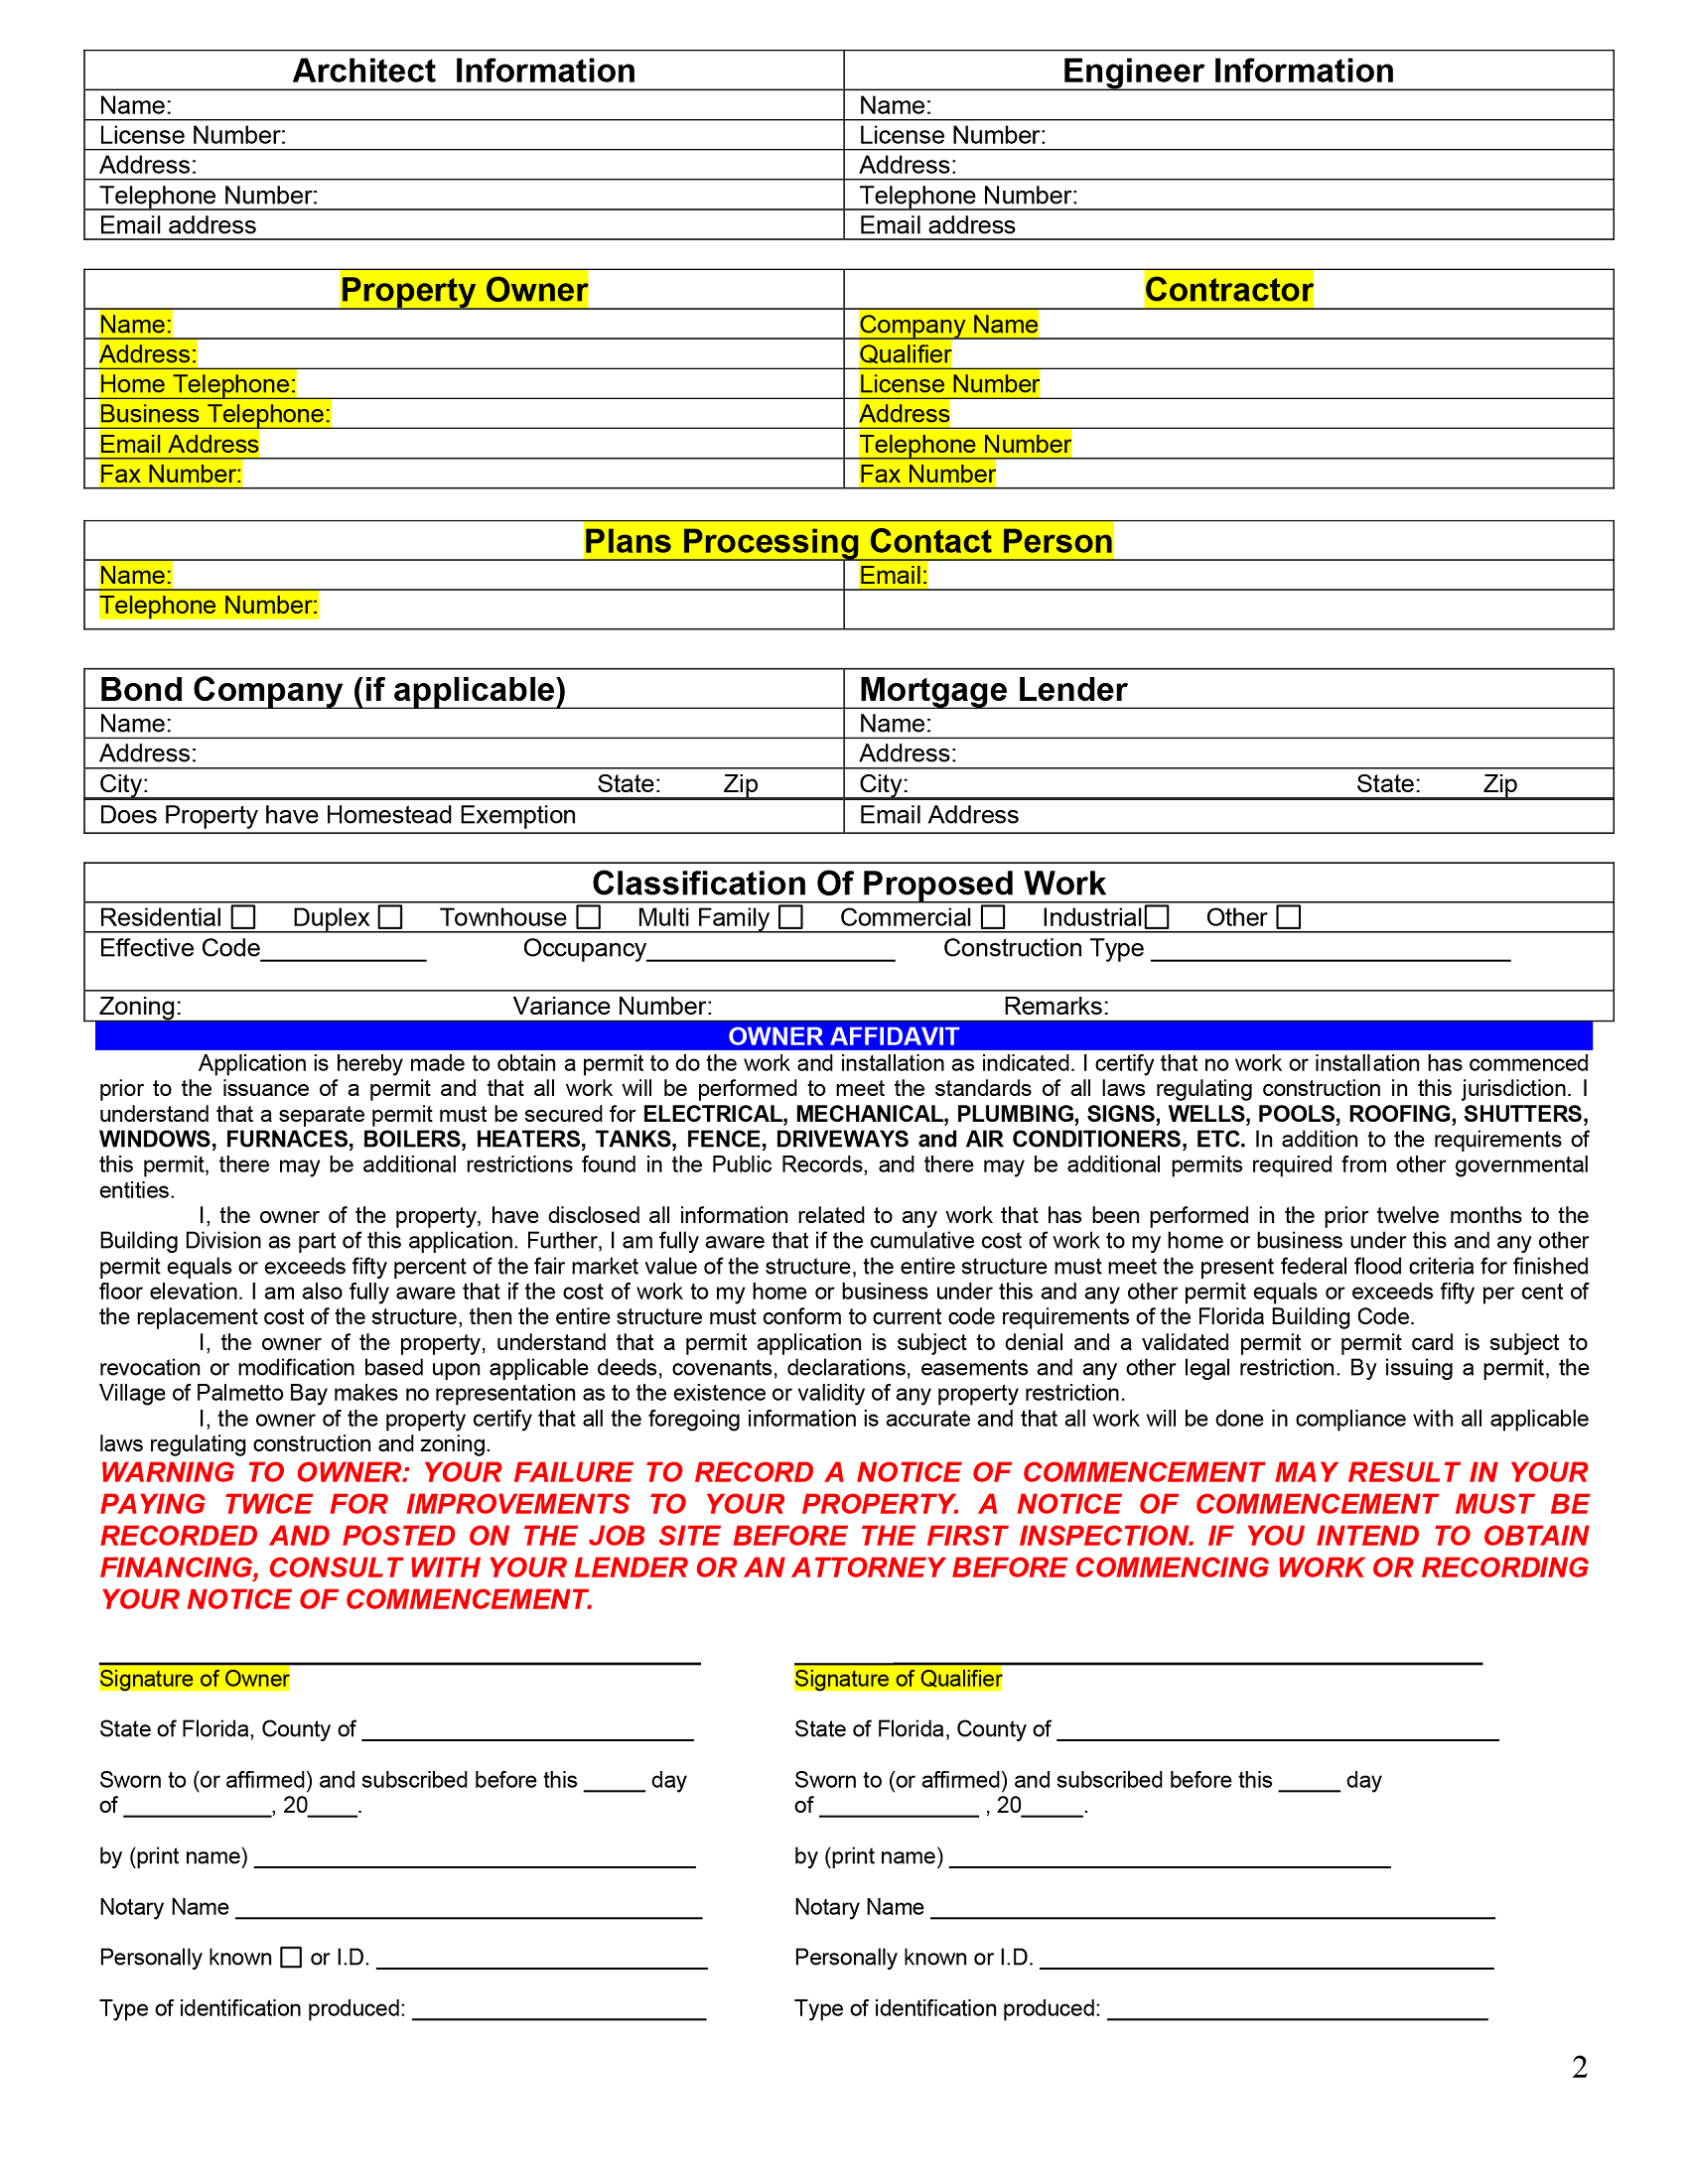 Architect  Information
Engineer Information
Name:
Name:
License Number:
License Number:
Address:
Address:
Telephone Number:
Telephone Number:
Email address
Email address
Property Owner
Contractor
Name:
Company Name
Address:
Qualifier
Home Telephone:
License Number
Business Telephone:
Address
Email Address
Telephone Number
Fax Number:
Fax Number
Plans Processing Contact Person
Name:
Email:
Telephone Number:
Bond Company (if applicable)
Mortgage Lender
Name:
Name:
Address:
Address:
City: State: Zip
City: State: Zip
Does Property have Homestead Exemption
Email Address
Classification Of Proposed Work
Residential ☐ Duplex ☐ Townhouse ☐ Multi Family ☐ Commercial ☐ Industrial☐ Other ☐
Effective Code____________ Occupancy__________________ Construction Type __________________________
Zoning: Variance Number: Remarks:
OWNER AFFIDAVIT
Application is hereby made to obtain a permit to do the work and installation as indicated. I certify that no work or installation has commenced
prior to the issuance of a permit and that all work will be performed to meet the standards of all laws regulating construction in this jurisdiction. I
understand that a separate permit must be secured for ELECTRICAL, MECHANICAL, PLUMBING, SIGNS, WELLS, POOLS, ROOFING, SHUTTERS,
WINDOWS, FURNACES, BOILERS, HEATERS, TANKS, FENCE, DRIVEWAYS and AIR CONDITIONERS, ETC. In addition to the requirements of
this permit, there may be additional restrictions found in the Public Records, and there may be additional permits required from other governmental
entities.
I, the owner of the property, have disclosed all information related to any work that has been performed in the prior twelve months to the
Building Division as part of this application. Further, I am fully aware that if the cumulative cost of work to my home or business under this and any other
permit equals or exceeds fifty percent of the fair market value of the structure, the entire structure must meet the present federal flood criteria for finished
floor elevation. I am also fully aware that if the cost of work to my home or business under this and any other permit equals or exceeds fifty per cent of
the replacement cost of the structure, then the entire structure must conform to current code requirements of the Florida Building Code.
I, the owner of the property, understand that a permit application is subject to denial and a validated permit or permit card is subject to
revocation or modification based upon applicable deeds, covenants, declarations, easements and any other legal restriction. By issuing a permit, the
Village of Palmetto Bay makes no representation as to the existence or validity of any property restriction.
I, the owner of the property certify that all the foregoing information is accurate and that all work will be done in compliance with all applicable
laws regulating construction and zoning.
WARNING TO OWNER: YOUR FAILURE TO RECORD A NOTICE OF COMMENCEMENT MAY RESULT IN YOUR
PAYING TWICE FOR IMPROVEMENTS TO YOUR PROPERTY. A NOTICE OF COMMENCEMENT MUST BE
RECORDED AND POSTED ON THE JOB SITE BEFORE THE FIRST INSPECTION. IF YOU INTEND TO OBTAIN
FINANCING, CONSULT WITH YOUR LENDER OR AN ATTORNEY BEFORE COMMENCING WORK OR RECORDING
YOUR NOTICE OF COMMENCEMENT.
Signature of Owner
Signature of Qualifier
State of Florida, County of ___________________________
State of Florida, County of ____________________________________
Sworn to (or affirmed) and subscribed before this _____ day
Sworn to (or affirmed) and subscribed before this _____ day
of ____________, 20____.
of _____________ , 20_____.
by (print name) ____________________________________
by (print name) ____________________________________
Notary Name ______________________________________
Notary Name ______________________________________________
Personally known ☐ or I.D. ___________________________
Personally known or I.D. _____________________________________
Type of identification produced: ________________________
Type of identification produced: _______________________________
2